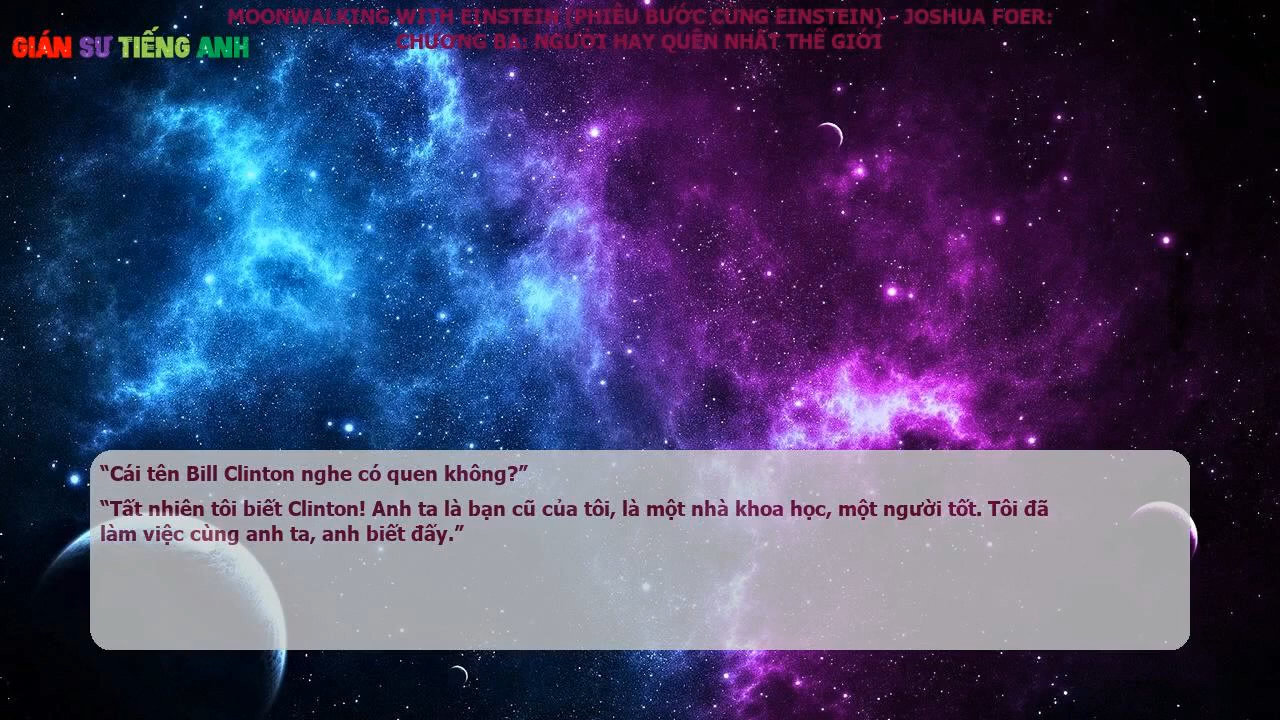 MOONWALKING WITH EINSTEIN (PHIÊU BƯỚC CÙNG EINSTEIN) - JOSHUA FOER:
CHƯƠNG BA: NGƯỜI HAY QUÊN NHẤT THẾ GIỚI
GIÁN SƯ TIẾNG ANH
“Cái tên Bill Clinton nghe có quen không?”
“Tất nhiên tôi biết Clinton! Anh ta là bạn cũ của tôi, là một nhà khoa học, một người tốt. Tôi đã
làm việc cùng anh ta, anh biết đấy.”